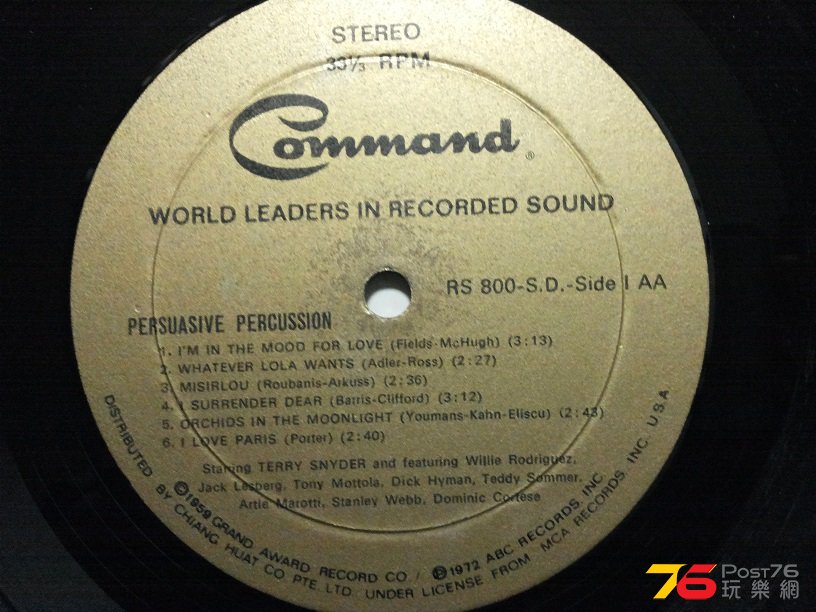 STEREO
33⅓ RPM
Command ®
WORLD LEADERS IN RECORDED SOUND
RS 800-S.D.-Side I AA
PERSUASIVE PERCUSSION
1. I'M IN THE MOOD FOR LOVE (Fields-McHugh) (3:13)
2. WHATEVER LOLA WANTS (Adler-Ross) (2:27)
3. MISIRLOU (Roubanis-Arkuss) (2:36)
4. I SURRENDER DEAR (Barris-Clifford) (3:12)
5. ORCHIDS IN THE MOONLIGHT (Youmans-Kahn-Eliscu) (2:43)
6. I LOVE PARIS (Porter) (2:40)
Starring TERRY SNYDER and featuring Willie Rodriguez,
Jack Lesberg, Tony Mottola, Dick Hyman, Teddy Sommer,
Artie Marotti, Stanley Webb, Dominic Cortese
©1959 GRAND AWARD RECORD CO / ℗1972 ABC RECORDS, INC.
DISTRIBUTED BY CHIANG HUAT CO PTE. LTD. UNDER LICENSE FROM MCA RECORDS, INC. U.S.A
76 POST76
玩樂網